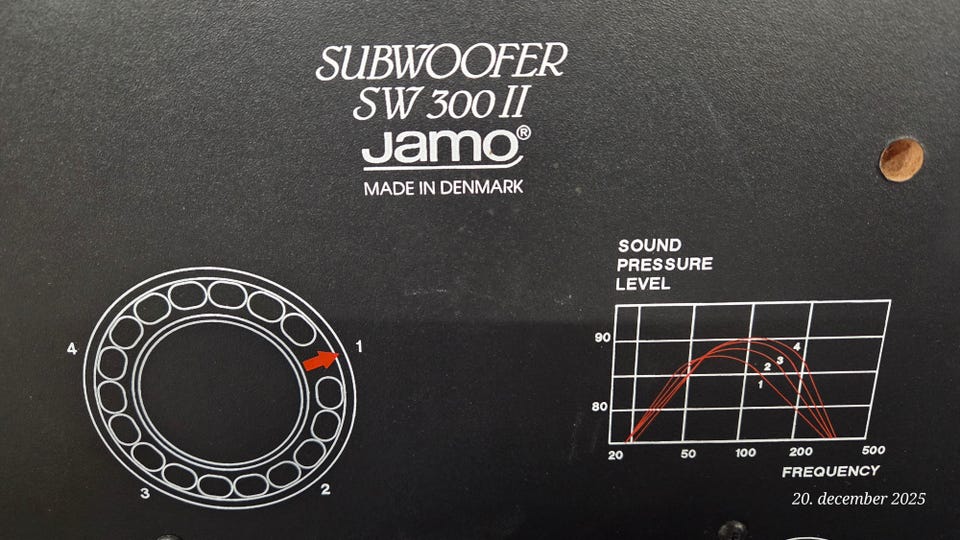 SUBWOOFER
SW 300 II
Jamo®
MADE IN DENMARK
4
1
3
2
SOUND
PRESSURE
LEVEL
90
80
4
3
2
1
20 50 100 200 500
FREQUENCY
20. december 2025